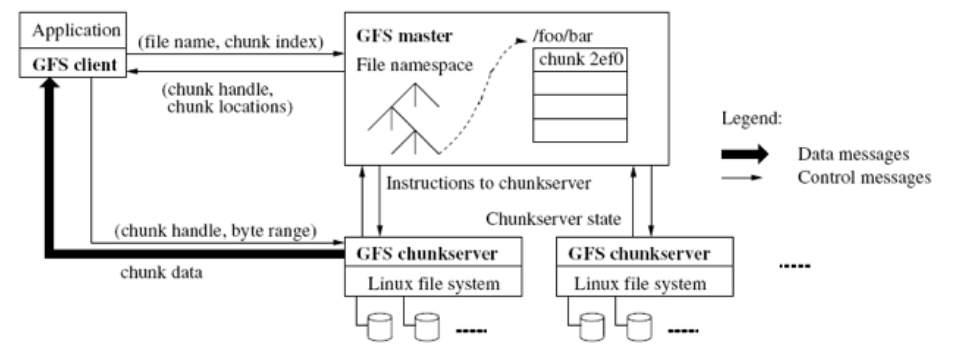 Application
GFS client
(file name, chunk index)
(chunk handle,
chunk locations)
GFS master
File namespace
/foo/bar
chunk 2ef0
Legend:
Data messages
Control messages
Instructions to chunkserver
Chunkserver state
(chunk handle, byte range)
chunk data
GFS chunkserver
Linux file system
GFS chunkserver
Linux file system